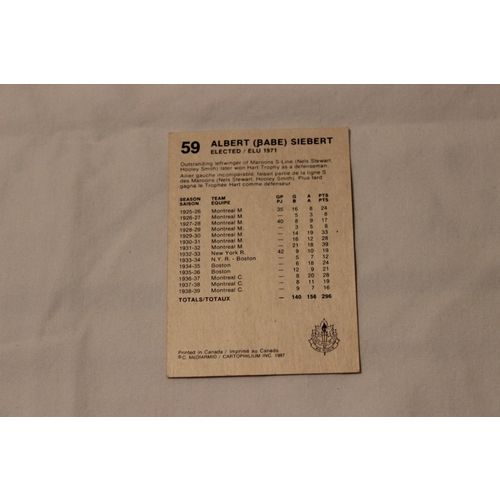 59 ALBERT (BABE) SIEBERT
ELECTED / ELU 1971
Outstanding leftwinger of Maroons S-Line (Nels Stewart,
Hooley Smith) later won Hart Trophy as a defenseman.
Ailier gauche incomparable, faisait partie de la ligne S
des Maroons (Nels Stewart, Hooley Smith). Plus tard
gagna le Trophée Hart comme défenseur.
SEASON TEAM GP G A PTS
SAISON EQUIPE PJ B A PTS
1925-26 Montreal M. 35 16 8 24
1926-27 Montreal M. — 5 3 8
1927-28 Montreal M. 40 8 9 17
1928-29 Montreal M. — 3 5 8
1929-30 Montreal M. — 14 19 33
1930-31 Montreal M. — 16 12 28
1931-32 Montreal M. — 21 18 39
1932-33 New York R. 42 9 10 19
1933-34 N.Y.R. - Boston — 5 7 12
1934-35 Boston — 6 18 24
1935-36 Boston — 12 9 21
1936-37 Montreal C. — 8 20 28
1937-38 Montreal C. — 8 11 19
1938-39 Montreal C. — 9 7 16
TOTALS/TOTAUX — 140 156 296
Printed in Canada / Imprimé au Canada
© C. McDIARMID / CARTOPHILIUM INC. 1987